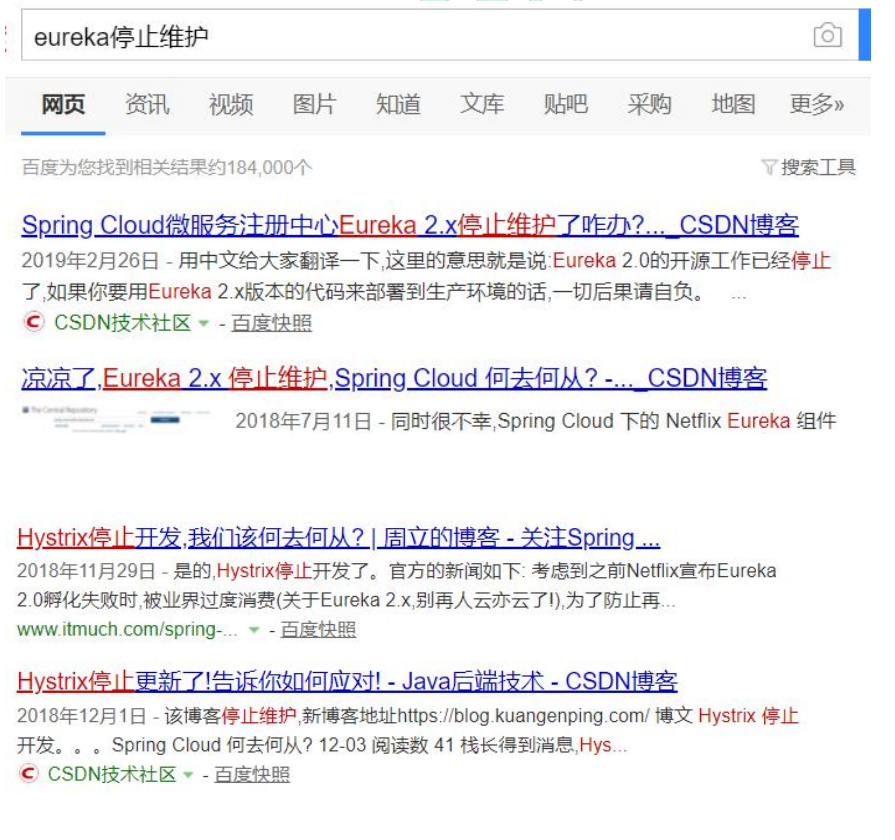 eureka停止维护
网页 资讯 视频 图片 知道 文库 贴吧 采购 地图 更多»
百度为您找到相关结果约184,000个 搜索工具
Spring Cloud微服务注册中心Eureka 2.x停止维护了咋办?..._CSDN博客
2019年2月26日 - 用中文给大家翻译一下,这里的意思就是说:Eureka 2.0的开源工作已经停止
了,如果你要用Eureka 2.x版本的代码来部署到生产环境的话,一切后果请自负。 ...
CSDN技术社区 - 百度快照
凉凉了,Eureka 2.x 停止维护,Spring Cloud 何去何从? -..._CSDN博客
The Central Repository
2018年7月11日 - 同时很不幸,Spring Cloud 下的 Netflix Eureka 组件
Hystrix停止开发,我们该何去何从? | 周立的博客 - 关注Spring ...
2018年11月29日 - 是的,Hystrix停止开发了。官方的新闻如下: 考虑到之前Netflix宣布Eureka
2.0孵化失败时,被业界过度消费(关于Eureka 2.x,别再人云亦云了!),为了防止再...
www.itmuch.com/spring-... - 百度快照
Hystrix停止更新了!告诉你如何应对! - Java后端技术 - CSDN博客
2018年12月1日 - 该博客停止维护,新博客地址https://blog.kuangenping.com/ 博文 Hystrix 停止
开发。。。Spring Cloud 何去何从? 12-03 阅读数 41 栈长得到消息,Hys...
CSDN技术社区 - 百度快照